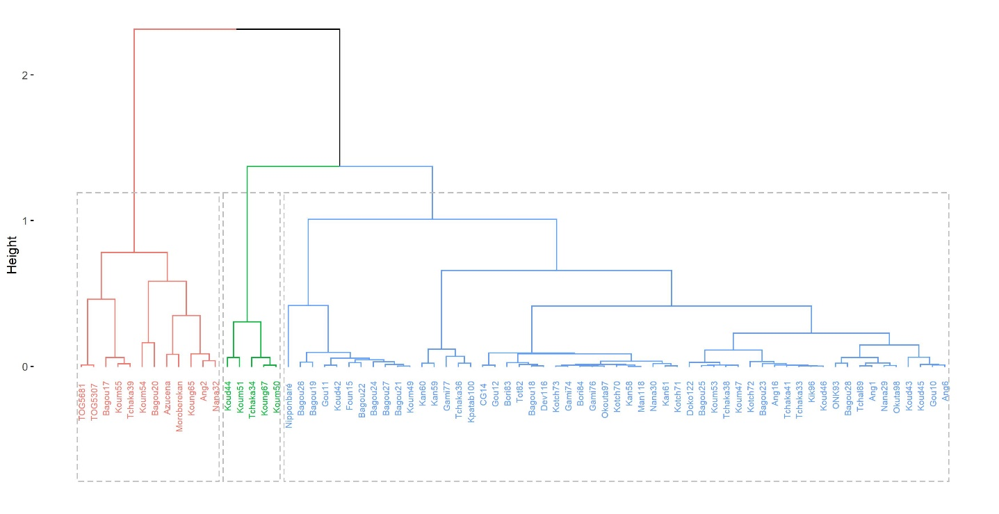 2
1
0
Height
TOG5681
TOG5307
Bagou17
Koum55
Tchaka39
Koum54
Bagou20
Azucena
Moroborekan
Koung65
Ang2
Nana32
Koud44
Koum51
Tchaka34
Koung67
Koum50
Nipponbaré
Bagou26
Bagou19
Gou11
Koud42
Foun15
Bagou22
Bagou24
Bagou27
Bagou21
Koum49
Kan60
Kan59
Gami77
Tchaka36
Kpatab100
CG14
Gou12
Bori83
Tot82
Bagou18
Dev116
Kotch73
Gami74
Bori84
Gami76
Okouta97
Kotch70
Kan58
Man118
Nana30
Kan61
Kotch71
Doko122
Bagou25
Koum53
Tchaka38
Koum47
Kotch72
Bagou23
Ang16
Tchaka41
Tchaka33
Kik96
Koud46
ONK93
Bagou28
Tchal89
Ang1
Nana29
Okuta98
Koud43
Koud45
Gou10
Ang6